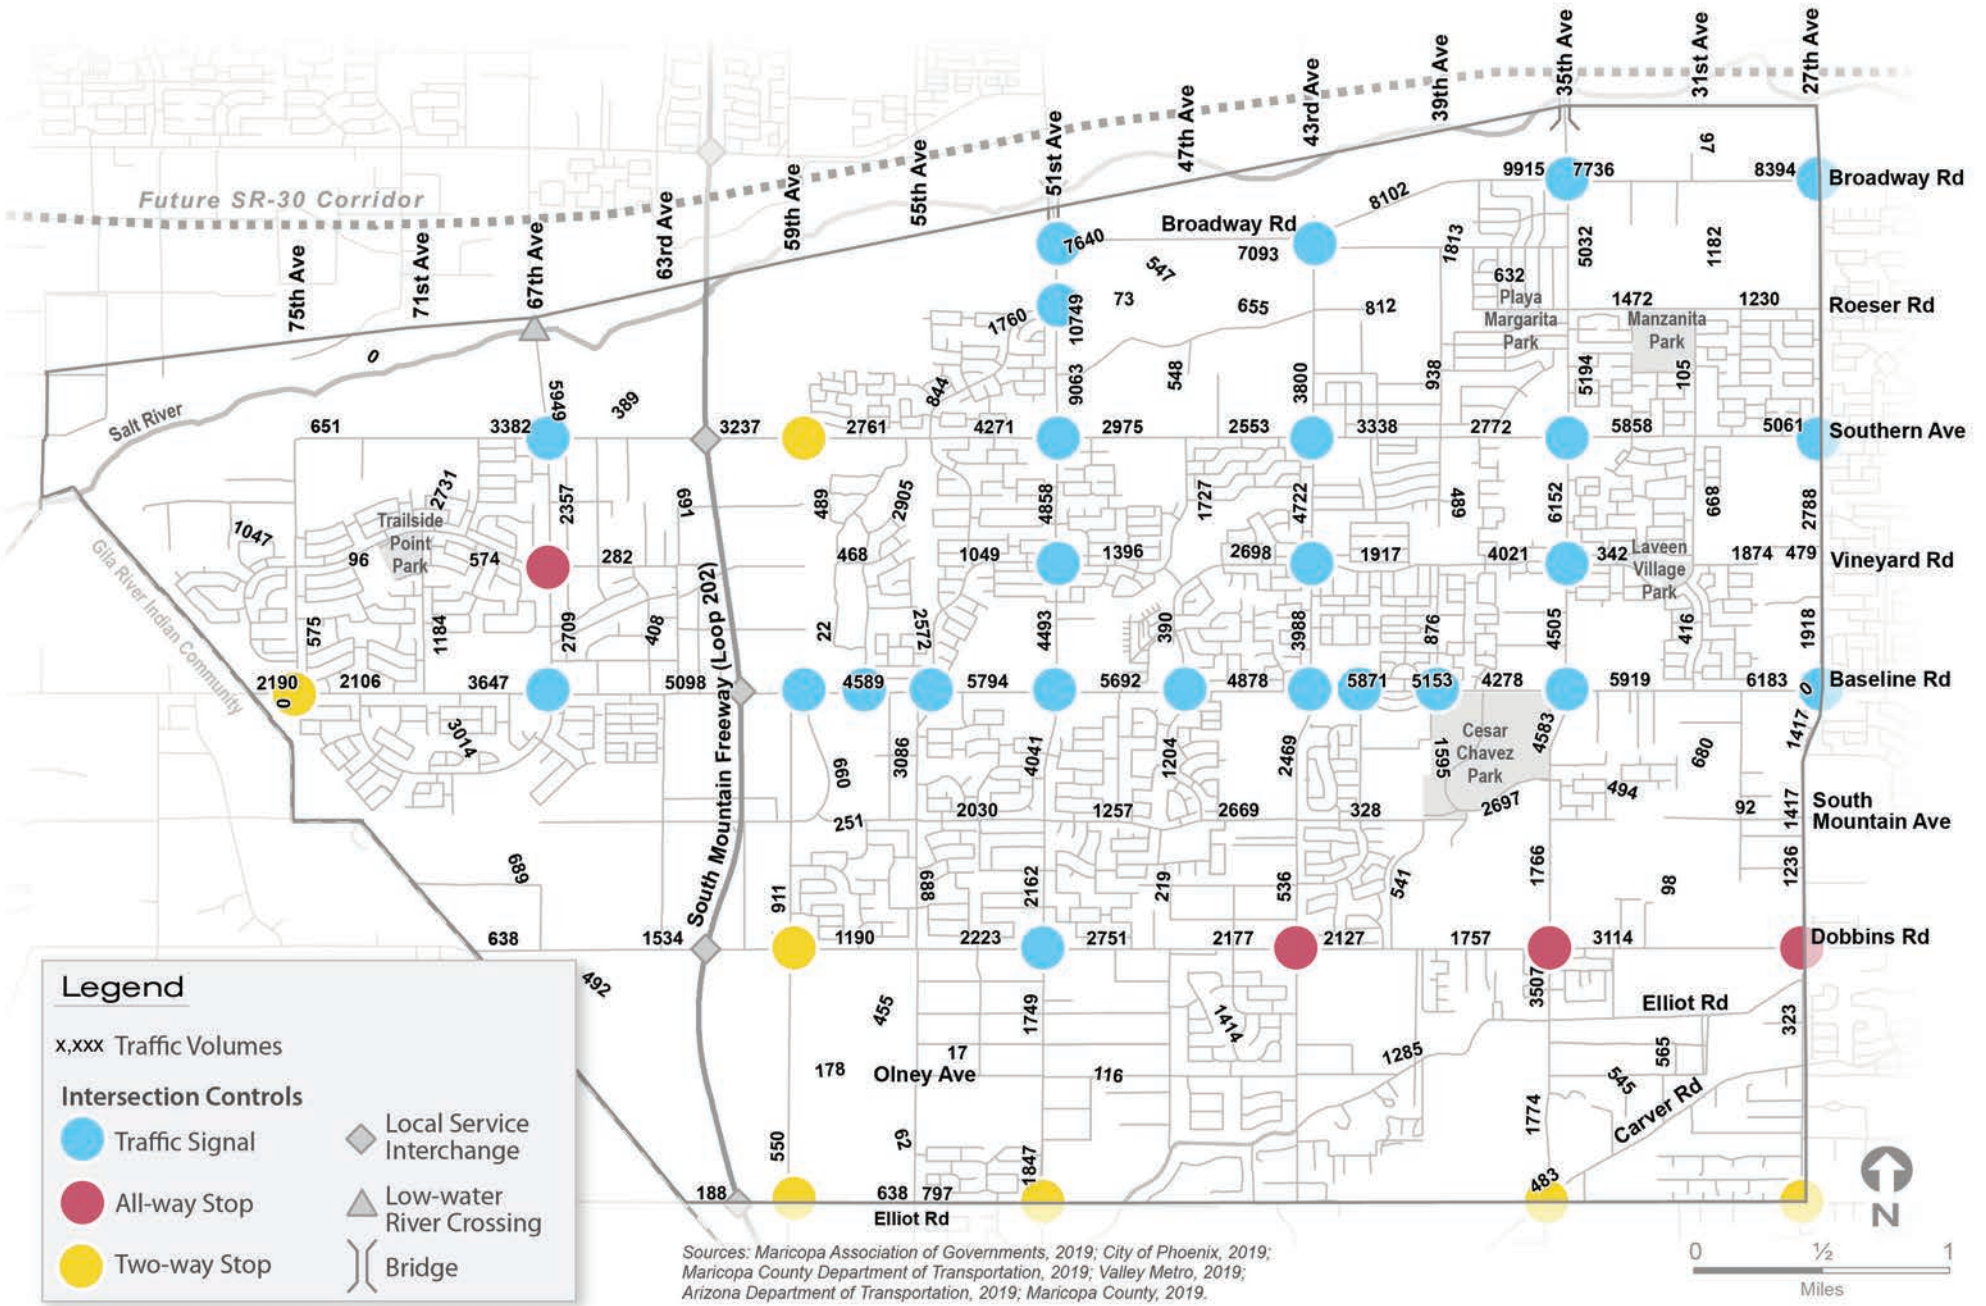 75th Ave
71st Ave
67th Ave
63rd Ave
59th Ave
55th Ave
51st Ave
47th Ave
43rd Ave
39th Ave
35th Ave
31st Ave
27th Ave
Future SR-30 Corridor
97
9915 7736 8394 Broadway Rd
8102
7640 Broadway Rd
7093
547
1813
5032
1182
632
1760
10749
73
655
812
Playa
Margarita
Park
1472
1230
Roeser Rd
Manzanita
Park
0
Salt River
5949
389
844
9063
548
3800
938
5194
105
651 3382 3237 2761 4271 2975 2553 3338 2772 5858 5061 Southern Ave
2731
2357
691
489
2905
4858
1727
4722
489
6152
899
2788
1047
Trailside
Point
Park
96 574 282 468 1049 1396 2698 1917 4021 342 1874 479 Vineyard Rd
Laveen
Village
Park
Gila River Indian Community
575
1184
2709
408
22
2572
4493
390
3988
876
4505
416
1918
2190 2106 3647 5098 4589 5794 5692 4878 5871 5153 4278 5919 6183 Baseline Rd
0
0
South Mountain Freeway (Loop 202)
3014
660
3086
4041
1204
2469
1595
Cesar
Chavez
Park
4583
680
1417
251 2030 1257 2669 328 2697 494 92 1417
South
Mountain Ave
689
911
889
2162
219
536
541
1766
98
1236
638 1534 1190 2223 2751 2177 2127 1757 3114 Dobbins Rd
492
455
1749
1414
3507
Elliot Rd
323
178
17
Olney Ave
116
1285
565
545
Carver Rd
1774
550
62
1847
188 638 797
483
Elliot Rd
Legend
x,xxx Traffic Volumes
Intersection Controls
Traffic Signal
All-way Stop
Two-way Stop
Local Service
Interchange
Low-water
River Crossing
Bridge
Sources: Maricopa Association of Governments, 2019; City of Phoenix, 2019;
Maricopa County Department of Transportation, 2019; Valley Metro, 2019;
Arizona Department of Transportation, 2019; Maricopa County, 2019.
N
0 ½ 1
Miles